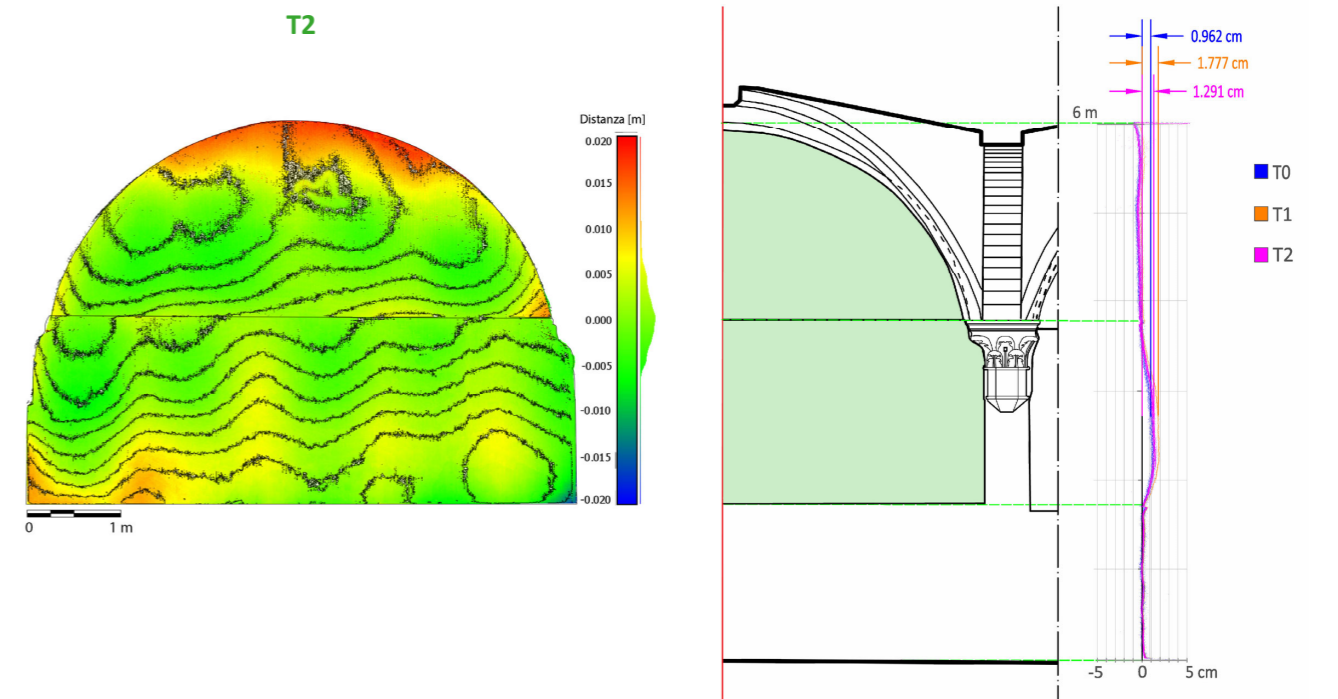 T2
Distanza [m]
0.020
0.015
0.010
0.005
0.000
-0.005
-0.010
-0.015
-0.020
0 1 m
0.962 cm
1.777 cm
1.291 cm
6 m
T0
T1
T2
-5 0 5 cm